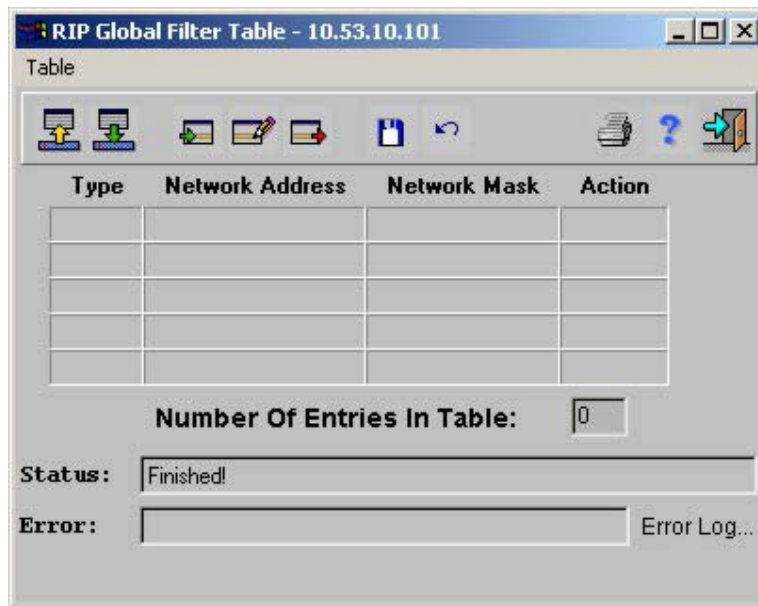 RIP Global Filter Table - 10.53.10.101
Table
Type Network Address Network Mask Action
Number Of Entries In Table: 0
Status: Finished!
Error: Error Log...